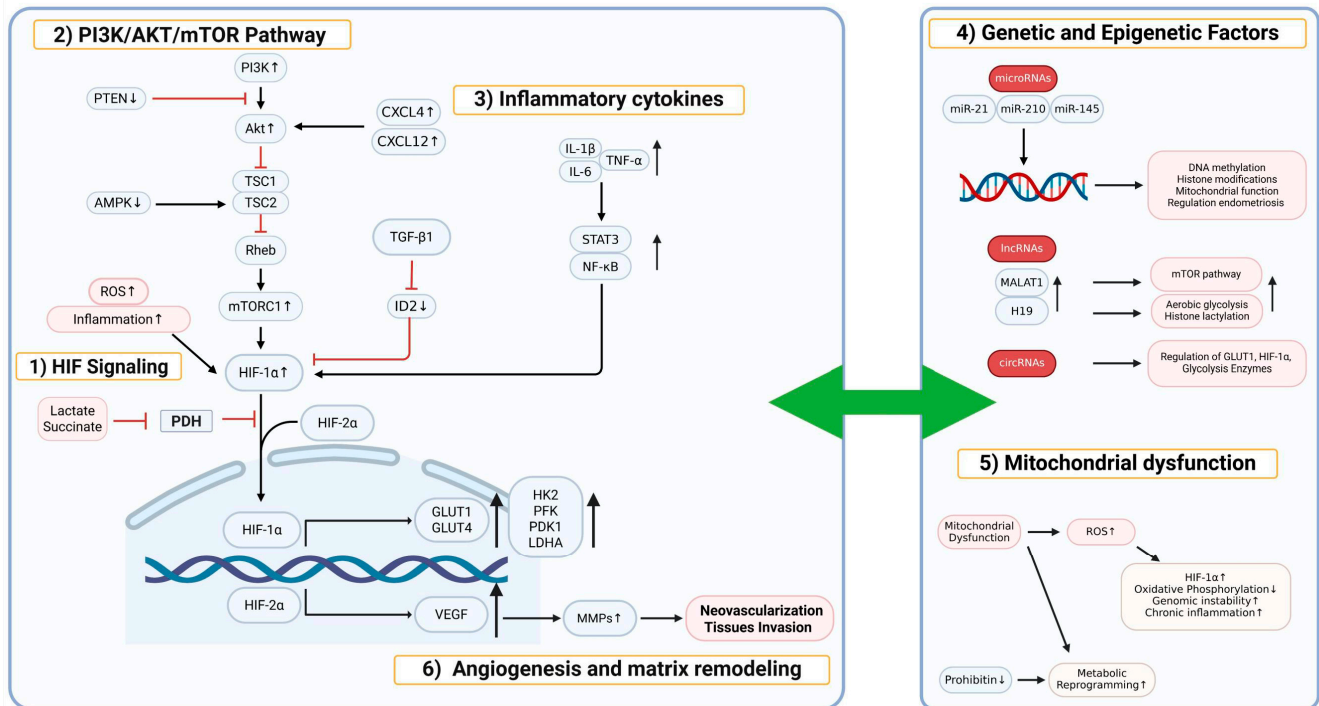 2) PI3K/AKT/mTOR Pathway
PI3K↑
PTEN↓
Akt↑
CXCL4↑
CXCL12↑
TSC1
TSC2
AMPK↓
Rheb
mTORC1↑
ROS↑
Inflammation↑
3) Inflammatory cytokines
IL-1β
TNF-α
IL-6
STAT3
NF-κB
TGF-β1
ID2↓
1) HIF Signaling
HIF-1α↑
Lactate
Succinate
PDH
HIF-2α
HIF-1α
GLUT1
GLUT4
HK2
PFK
PDK1
LDHA
HIF-2α
VEGF
MMPs↑
Neovascularization
Tissues Invasion
6) Angiogenesis and matrix remodeling
4) Genetic and Epigenetic Factors
microRNAs
miR-21
miR-210
miR-145
DNA methylation
Histone modifications
Mitochondrial function
Regulation endometriosis
lncRNAs
MALAT1
H19
mTOR pathway
Aerobic glycolysis
Histone lactylation
circRNAs
Regulation of GLUT1, HIF-1α,
Glycolysis Enzymes
5) Mitochondrial dysfunction
Mitochondrial
Dysfunction
ROS↑
HIF-1α↑
Oxidative Phosphorylation↓
Genomic instability↑
Chronic inflammation↑
Prohibitin↓
Metabolic
Reprogramming↑